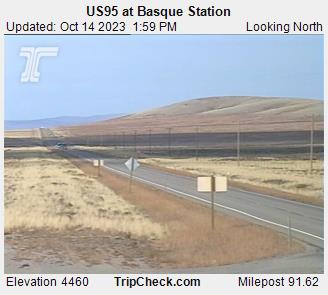 US95 at Basque Station
Updated: Oct 14 2023 1:59 PM Looking North
Elevation 4460 TripCheck.com Milepost 91.62